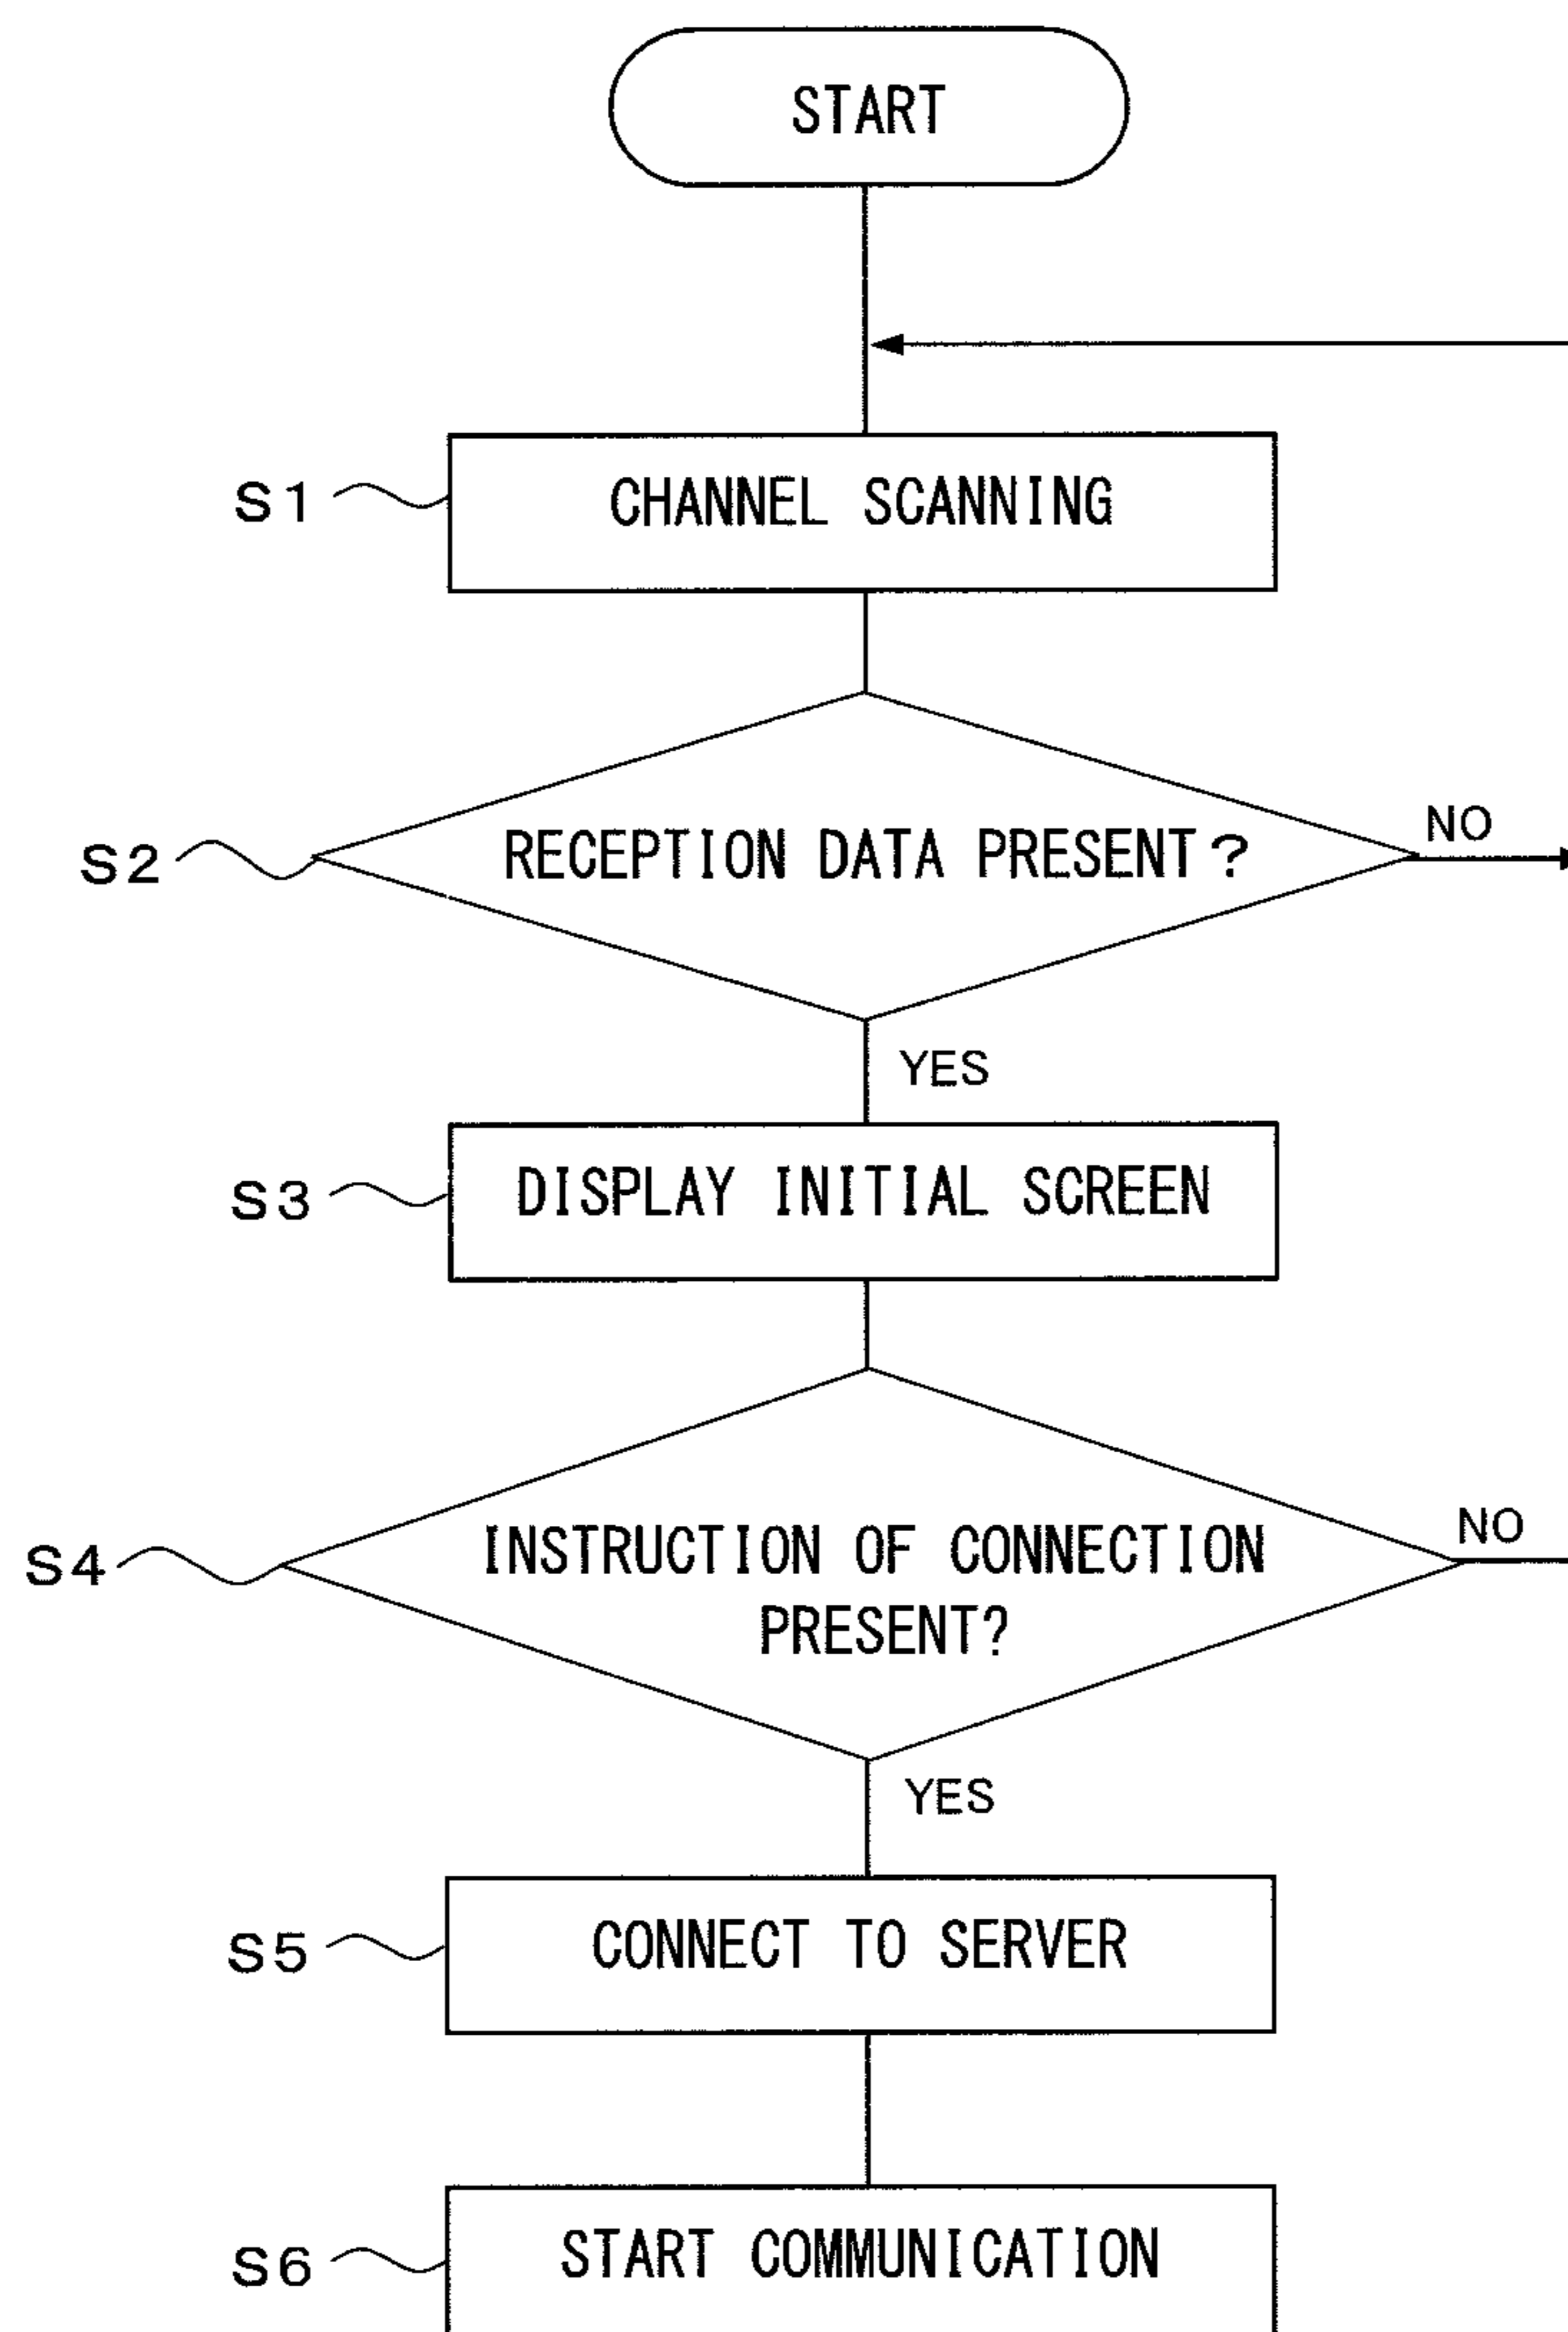 START
S1
CHANNEL SCANNING
S2
RECEPTION DATA PRESENT?
NO
YES
S3
DISPLAY INITIAL SCREEN
S4
INSTRUCTION OF CONNECTION
PRESENT?
NO
YES
S5
CONNECT TO SERVER
S6
START COMMUNICATION